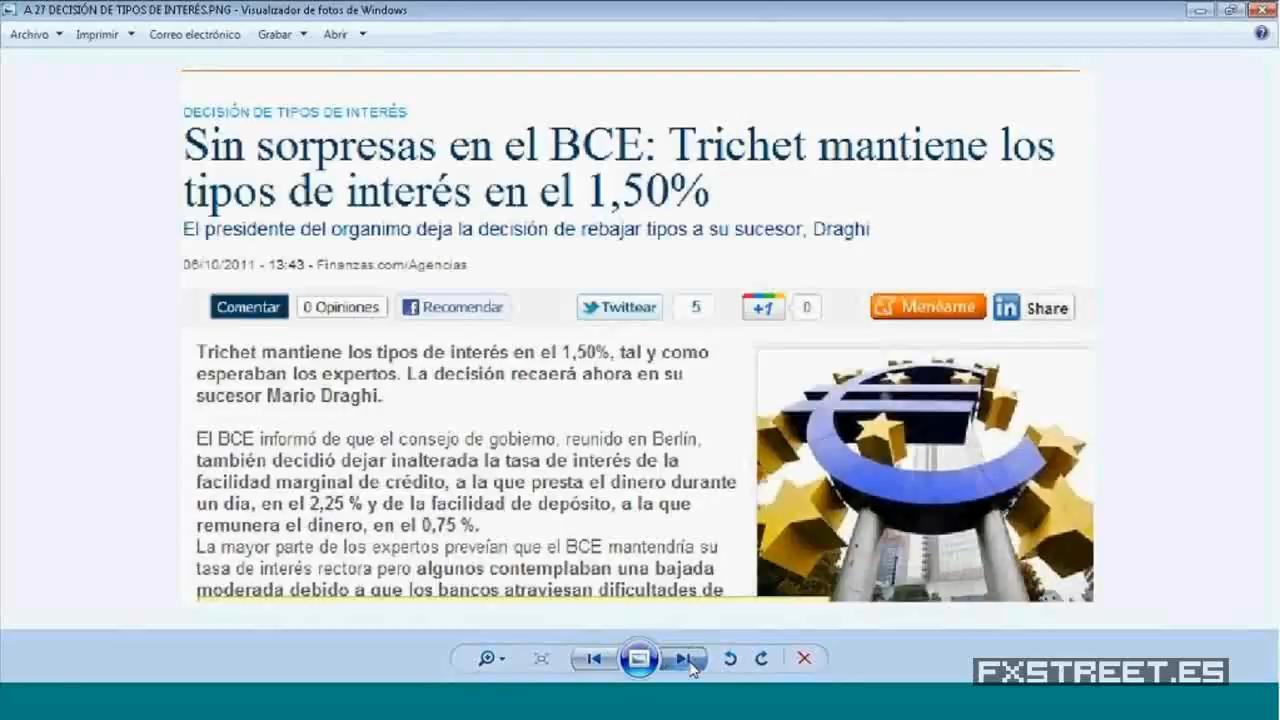 A 27 DECISIÓN DE TIPOS DE INTERÉS.PNG - Visualizador de fotos de Windows
Archivo Imprimir Correo electrónico Grabar Abrir
DECISIÓN DE TIPOS DE INTERÉS
Sin sorpresas en el BCE: Trichet mantiene los
tipos de interés en el 1,50%
El presidente del organimo deja la decisión de rebajar tipos a su sucesor, Draghi
06/10/2011 - 13:43 - Finanzas.com/Agencias
Comentar 0 Opiniones Recomendar Twittear 5 +1 0 Menéame Share
Trichet mantiene los tipos de interés en el 1,50%, tal y como
esperaban los expertos. La decisión recaerá ahora en su
sucesor Mario Draghi.
El BCE informó de que el consejo de gobierno, reunido en Berlín,
también decidió dejar inalterada la tasa de interés de la
facilidad marginal de crédito, a la que presta el dinero durante
un día, en el 2,25 % y de la facilidad de depósito, a la que
remunera el dinero, en el 0,75 %.
La mayor parte de los expertos preveían que el BCE mantendría su
tasa de interés rectora pero algunos contemplaban una bajada
moderada debido a que los bancos atraviesan dificultades de
FXSTREET.ES